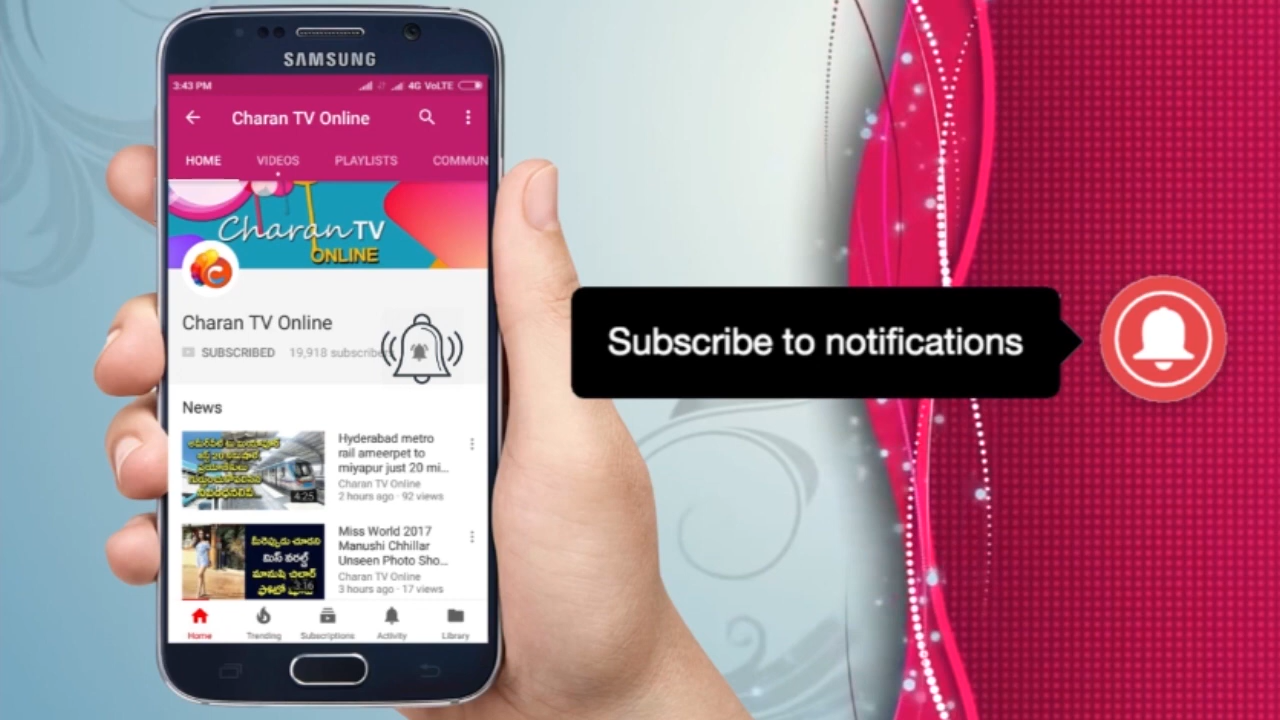 SAMSUNG
3:43 PM
4G VoLTE
Charan TV Online
HOME VIDEOS PLAYLISTS COMMUN
Charan TV
ONLINE
Charan TV Online
SUBSCRIBED 19,918 subscribe
Subscribe to notifications
News
4:25
Hyderabad metro
rail ameerpet to
miyapur just 20 mi...
Charan TV Online
2 hours ago · 92 views
మీరెప్పుడు చూడని
మిస్ వరల్డ్
మానుషి చిల్లార్
ఫోటో
3:16
Miss World 2017
Manushi Chhillar
Unseen Photo Sho...
Charan TV Online
3 hours ago · 17 views
Home Trending Subscriptions Activity Library